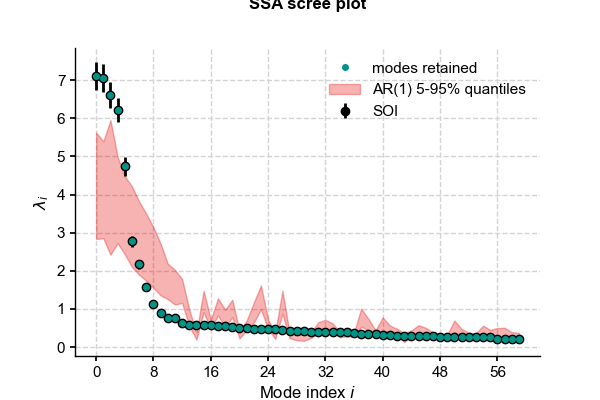 SSA scree plot
modes retained
AR(1) 5-95% quantiles
SOI
λi
7
6
5
4
3
2
1
0
0 8 16 24 32 40 48 56
Mode index i